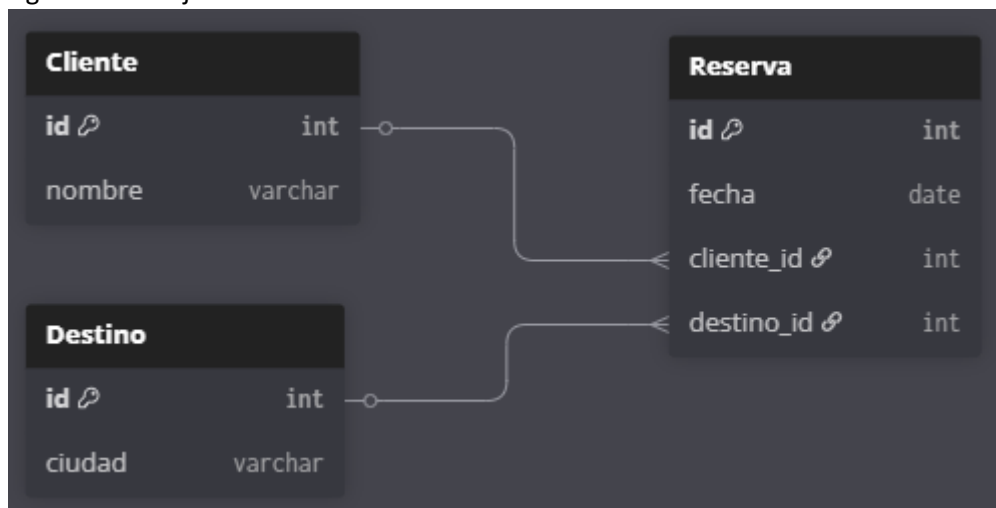 Cliente
id int
nombre varchar
Destino
id int
ciudad varchar
Reserva
id int
fecha date
cliente_id int
destino_id int